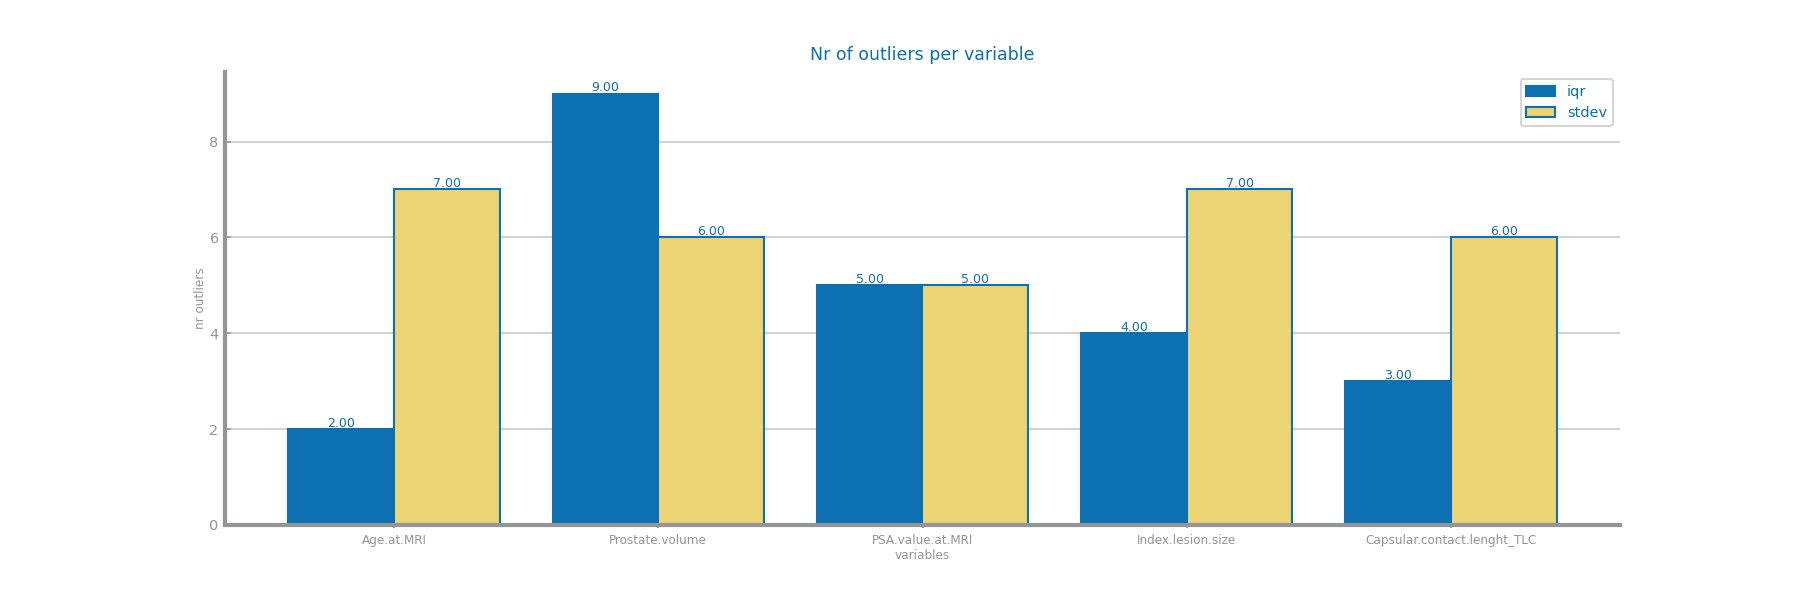 Nr of outliers per variable
iqr
stdev
9.00
7.00
7.00
6.00
6.00
5.00
5.00
4.00
3.00
2.00
8
6
4
2
0
nr outliers
Age.at.MRI
Prostate.volume
PSA.value.at.MRI
Index.lesion.size
Capsular.contact.lenght_TLC
variables